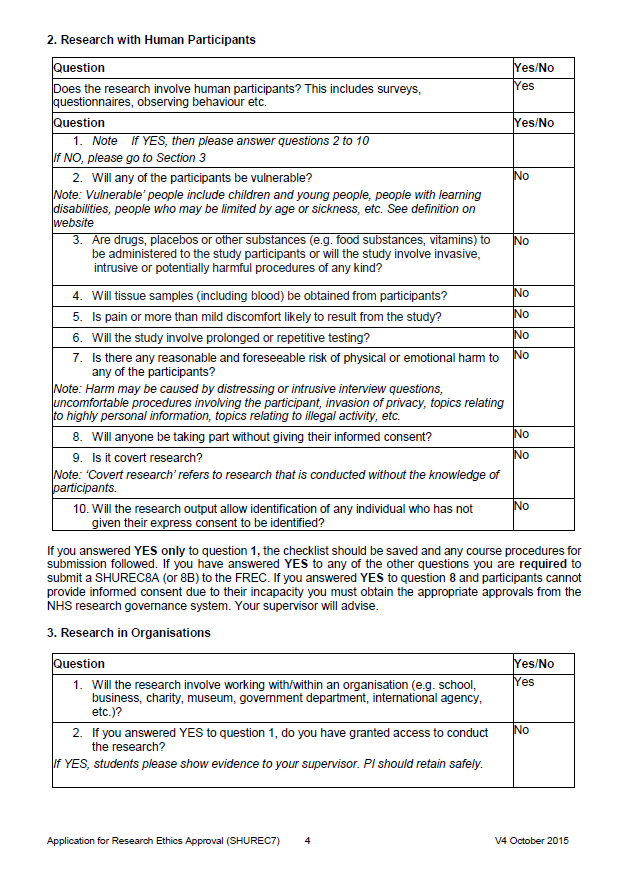 2. Research with Human Participants
Question Yes/No
Does the research involve human participants? This includes surveys, Yes
questionnaires, observing behaviour etc.
Question Yes/No
1. Note If YES, then please answer questions 2 to 10
If NO, please go to Section 3
2. Will any of the participants be vulnerable? No
Note: Vulnerable' people include children and young people, people with learning
disabilities, people who may be limited by age or sickness, etc. See definition on
website
3. Are drugs, placebos or other substances (e.g. food substances, vitamins) to No
be administered to the study participants or will the study involve invasive,
intrusive or potentially harmful procedures of any kind?
4. Will tissue samples (including blood) be obtained from participants? No
5. Is pain or more than mild discomfort likely to result from the study? No
6. Will the study involve prolonged or repetitive testing? No
7. Is there any reasonable and foreseeable risk of physical or emotional harm to No
any of the participants?
Note: Harm may be caused by distressing or intrusive interview questions,
uncomfortable procedures involving the participant, invasion of privacy, topics relating
to highly personal information, topics relating to illegal activity, etc.
8. Will anyone be taking part without giving their informed consent? No
9. Is it covert research? No
Note: 'Covert research' refers to research that is conducted without the knowledge of
participants.
10. Will the research output allow identification of any individual who has not No
given their express consent to be identified?
If you answered YES only to question 1, the checklist should be saved and any course procedures for
submission followed. If you have answered YES to any of the other questions you are required to
submit a SHUREC8A (or 8B) to the FREC. If you answered YES to question 8 and participants cannot
provide informed consent due to their incapacity you must obtain the appropriate approvals from the
NHS research governance system. Your supervisor will advise.
3. Research in Organisations
Question Yes/No
1. Will the research involve working with/within an organisation (e.g. school, Yes
business, charity, museum, government department, international agency,
etc.)?
2. If you answered YES to question 1, do you have granted access to conduct No
the research?
If YES, students please show evidence to your supervisor. PI should retain safely.
Application for Research Ethics Approval (SHUREC7) 4 V4 October 2015